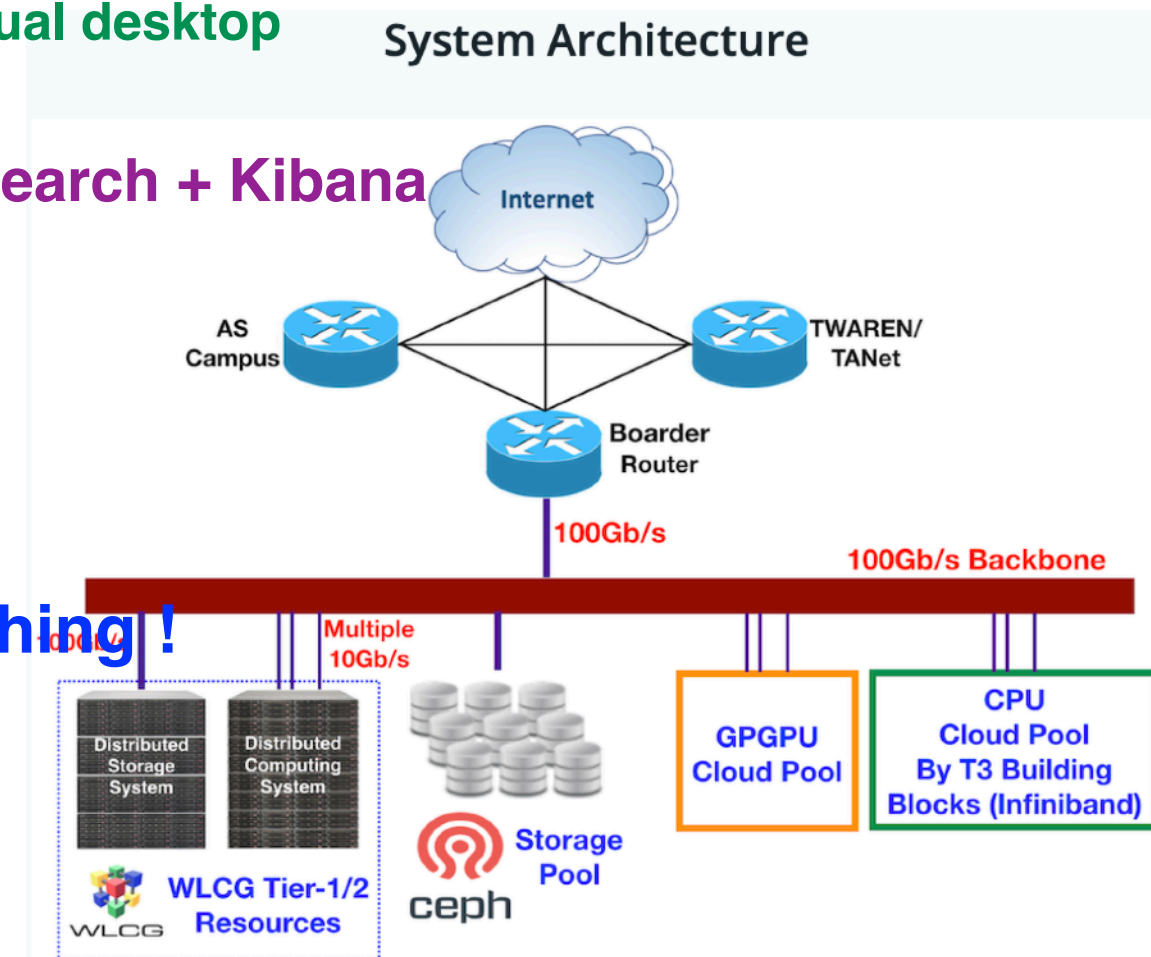 ual desktop
System Architecture
earch + Kibana
Internet
AS
Campus
TWAREN/
TANet
Boarder
Router
100Gb/s
100Gb/s Backbone
hing !
100Gb/s
Multiple
10Gb/s
Distributed
Storage
System
Distributed
Computing
System
GPGPU
Cloud Pool
CPU
Cloud Pool
By T3 Building
Blocks (Infiniband)
WLCG
WLCG Tier-1/2
Resources
ceph
Storage
Pool